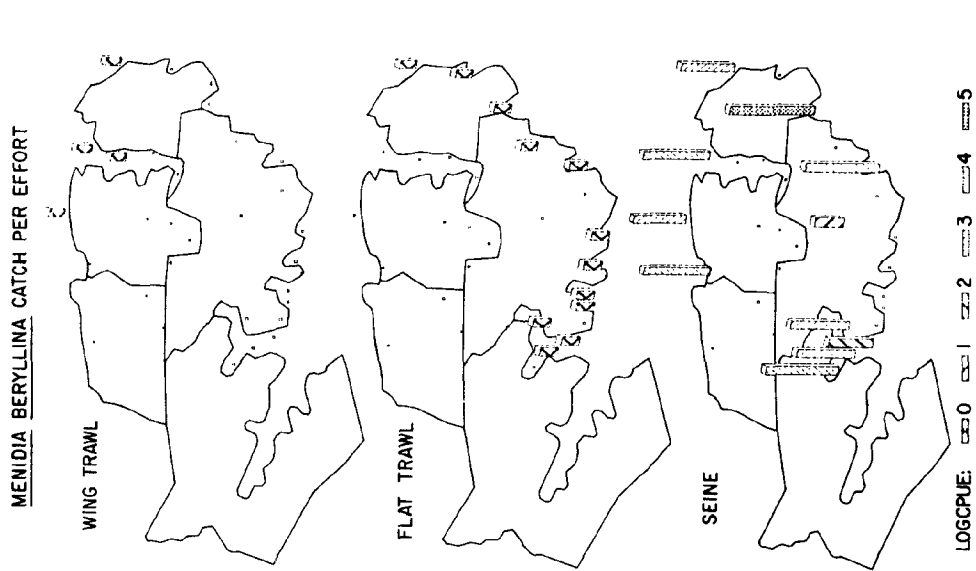 MENIDIA BERYLLINA CATCH PER EFFORT
WING TRAWL
FLAT TRAWL
SEINE
LOGCPUE: 0 1 2 3 4 5